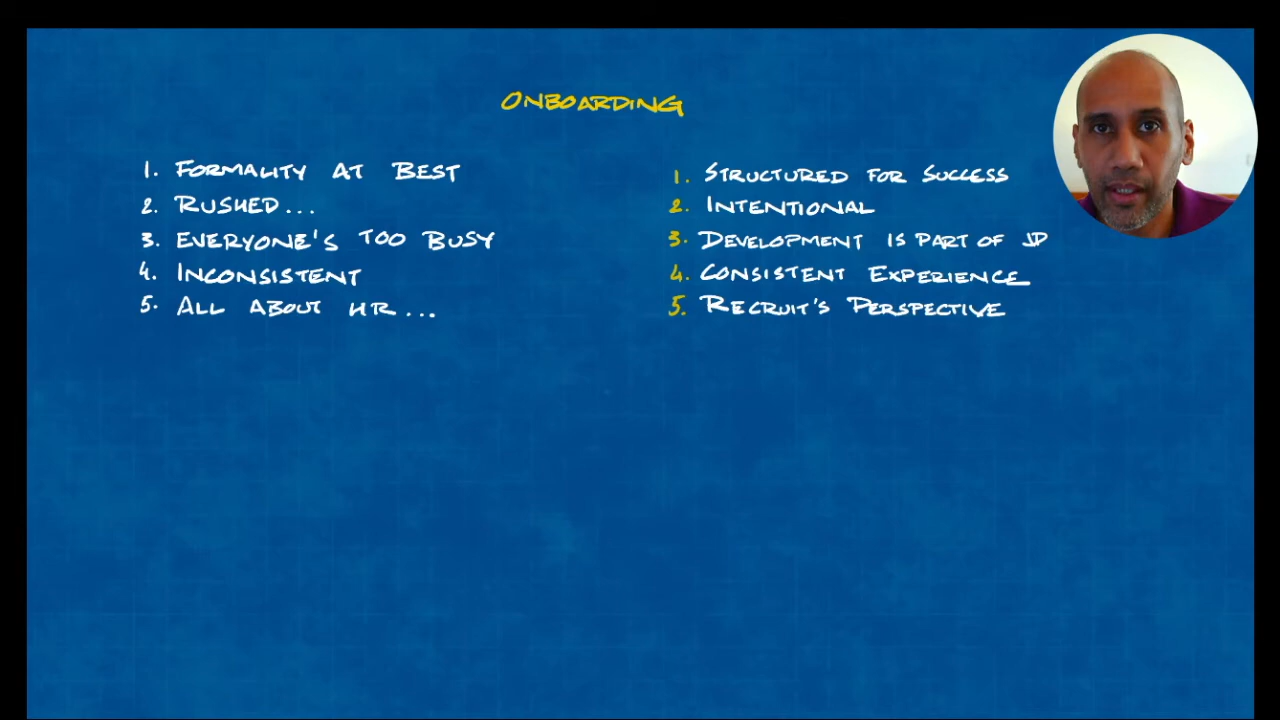 ONBOARDING
1. FORMALITY AT BEST
2. RUSHED...
3. EVERYONE'S TOO BUSY
4. INCONSISTENT
5. ALL ABOUT HR...
1. STRUCTURED FOR SUCCESS
2. INTENTIONAL
3. DEVELOPMENT IS PART OF JD
4. CONSISTENT EXPERIENCE
5. RECRUIT'S PERSPECTIVE